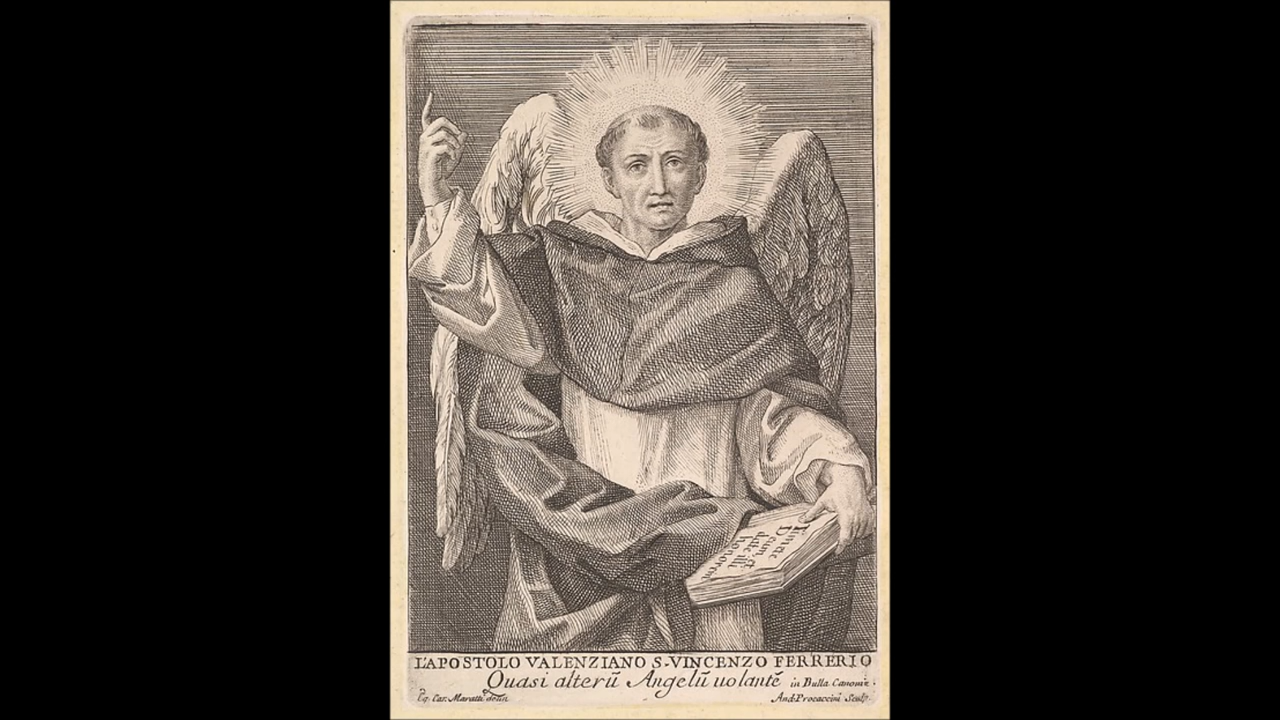 Timete
Deum, et
date illi
honorem
L'APOSTOLO VALENZIANO S-VINCENZO FERRERIO
Quasi alterũ Angelũ uolantẽ in Bulla Canoniz.
Eq. Car. Maratti delin And. Procaccini Sculp.